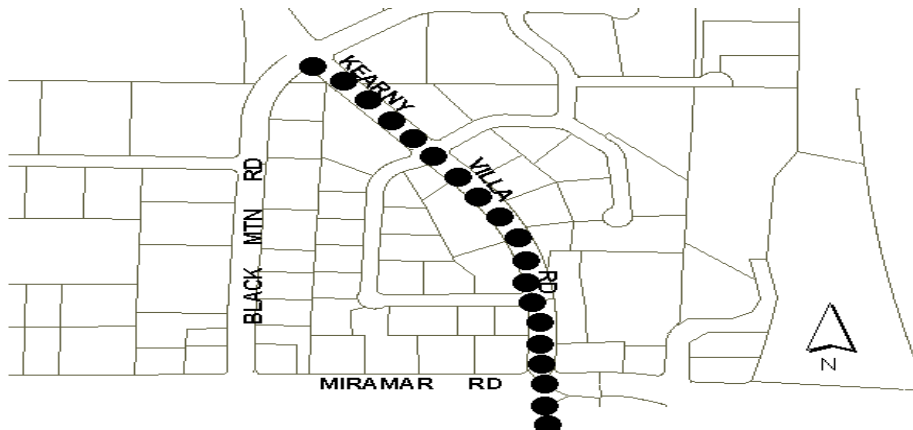 KEARNY
VILLA
RD
BLACK MTN RD
MIRAMAR RD
N